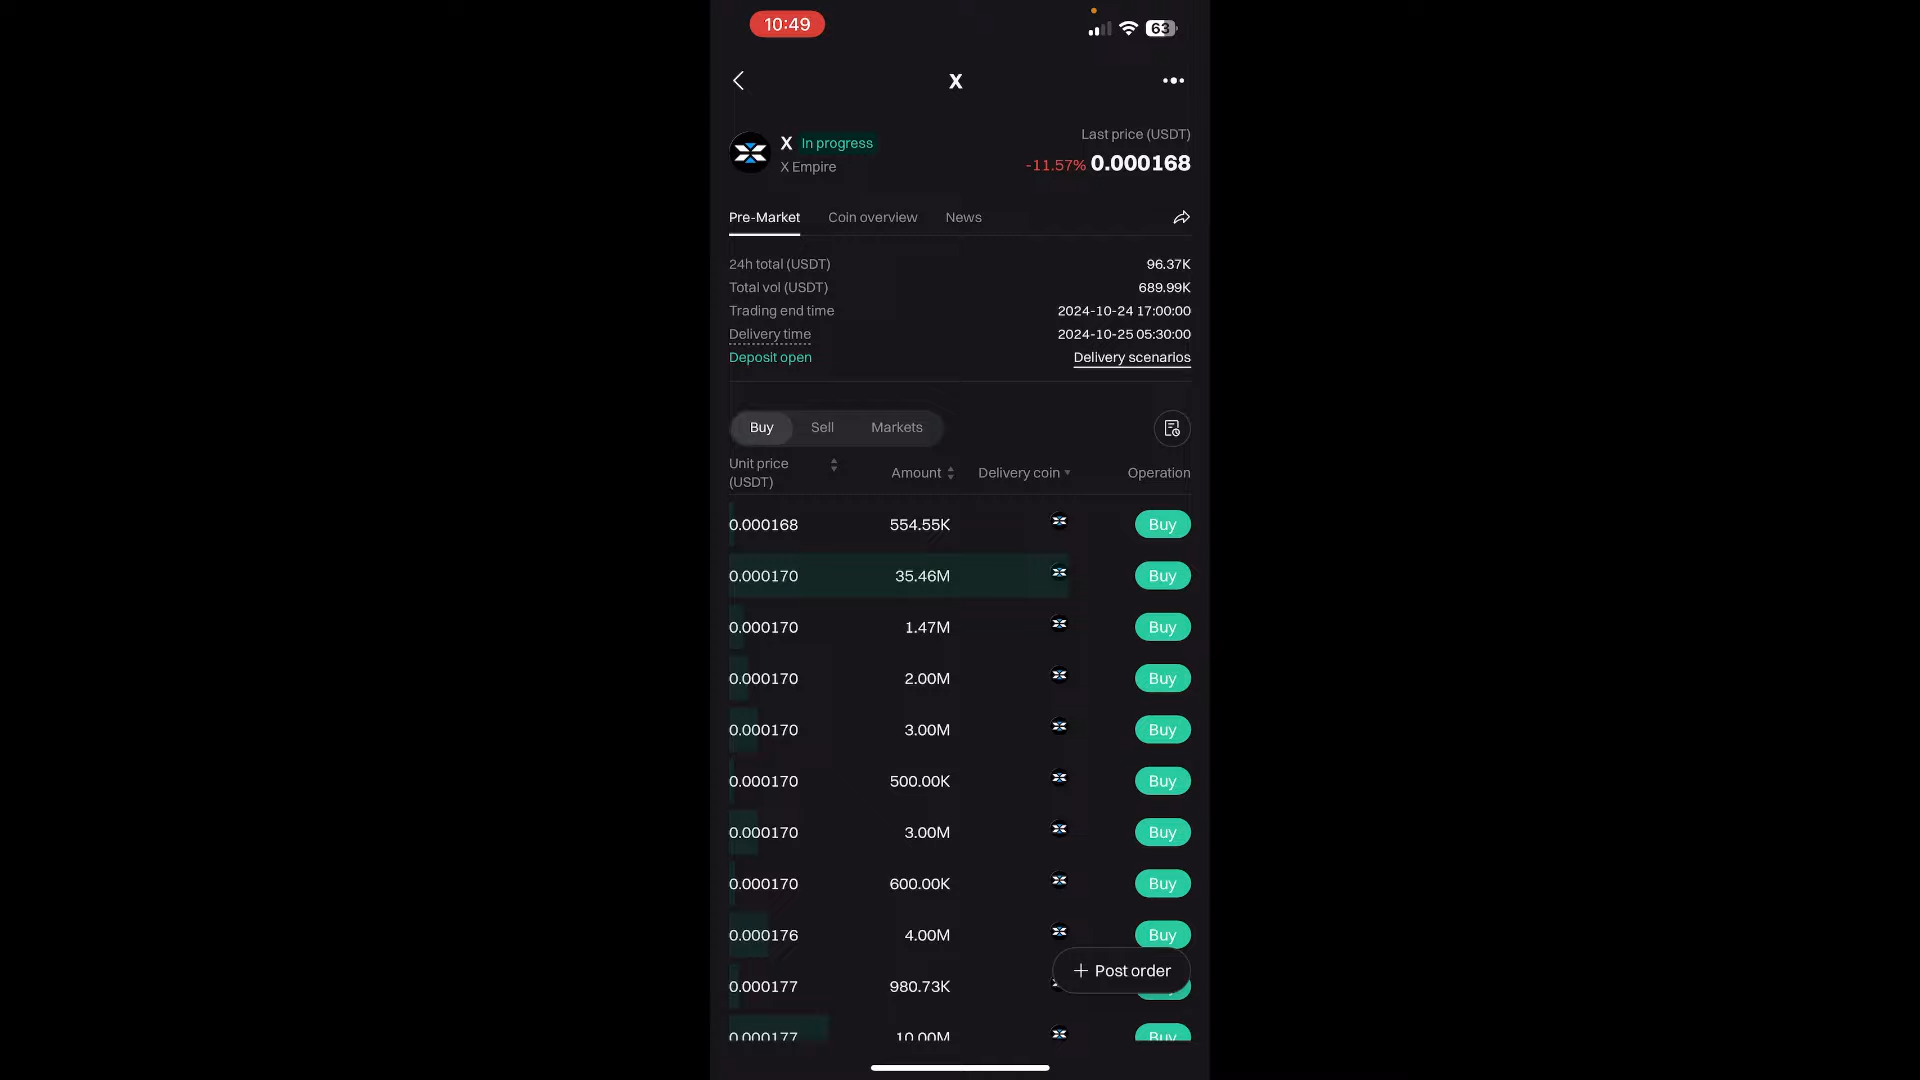 10:49
63
X
X In progress
X Empire
Last price (USDT)
-11.57% 0.000168
Pre-Market Coin overview News
24h total (USDT) 96.37K
Total vol (USDT) 689.99K
Trading end time 2024-10-24 17:00:00
Delivery time 2024-10-25 05:30:00
Deposit open Delivery scenarios
Buy Sell Markets
Unit price (USDT) Amount Delivery coin Operation
0.000168 554.55K Buy
0.000170 35.46M Buy
0.000170 1.47M Buy
0.000170 2.00M Buy
0.000170 3.00M Buy
0.000170 500.00K Buy
0.000170 3.00M Buy
0.000170 600.00K Buy
0.000176 4.00M Buy
+ Post order
0.000177 980.73K
0.000177 10.00M Buy